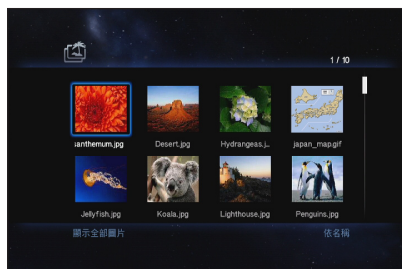 1 / 10
santhemum.jpg
Desert.jpg
Hydrangeas.j..
japan_map.gif
Jellyfish.jpg
Koala.jpg
Lighthouse.jpg
Penguins.jpg
顯示全部圖片
依名稱